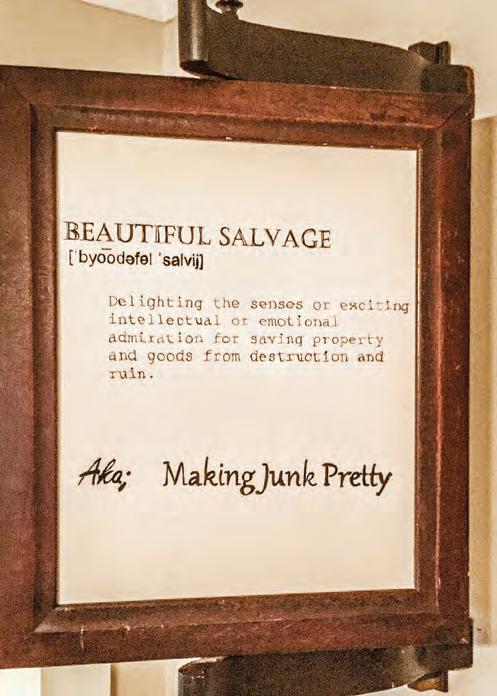 BEAUTIFUL SALVAGE
[ˈbyo͞odəfəl ˈsalvij]
Delighting the senses or exciting
intellectual or emotional
admiration for saving property
and goods from destruction and
ruin.
Aka; Making Junk Pretty